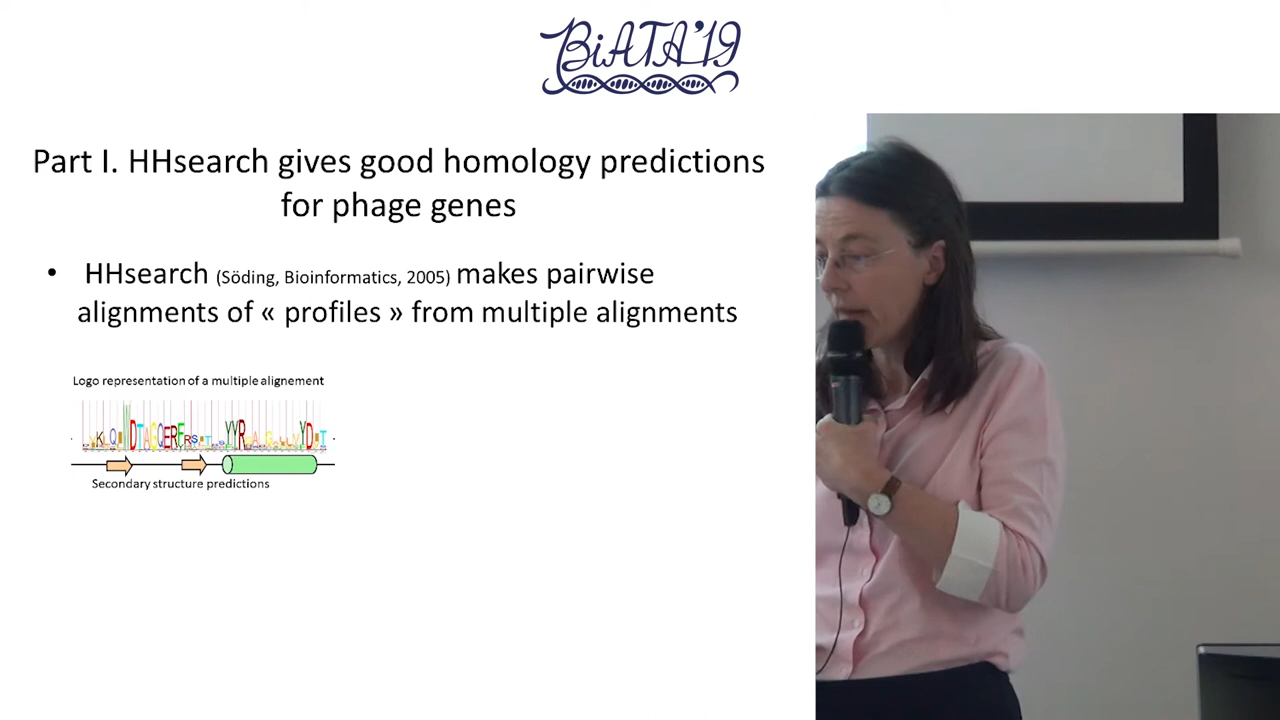 BiATA'19
Part I. HHsearch gives good homology predictions
for phage genes
• HHsearch (Söding, Bioinformatics, 2005) makes pairwise
alignments of « profiles » from multiple alignments
Logo representation of a multiple alignement
Secondary structure predictions